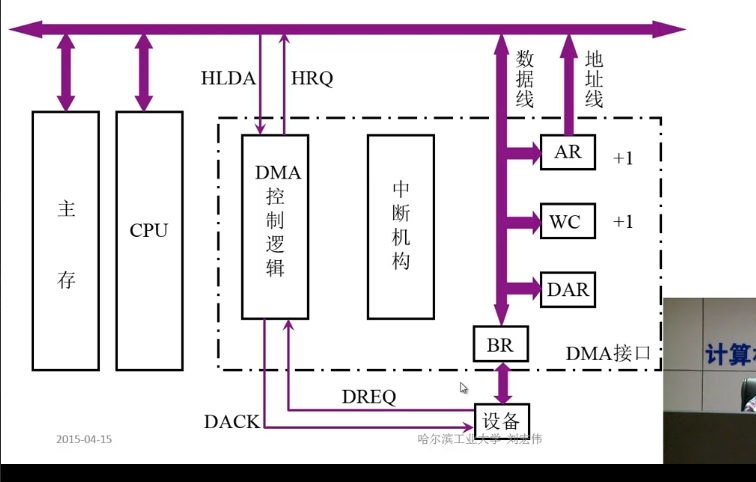 HLDA
HRQ
数据线
地址线
主存
CPU
DMA
控制逻辑
中断机构
AR
+1
WC
+1
DAR
BR
DMA接口
DREQ
DACK
设备
2015-04-15
哈尔滨工业大学 刘宏伟
计算